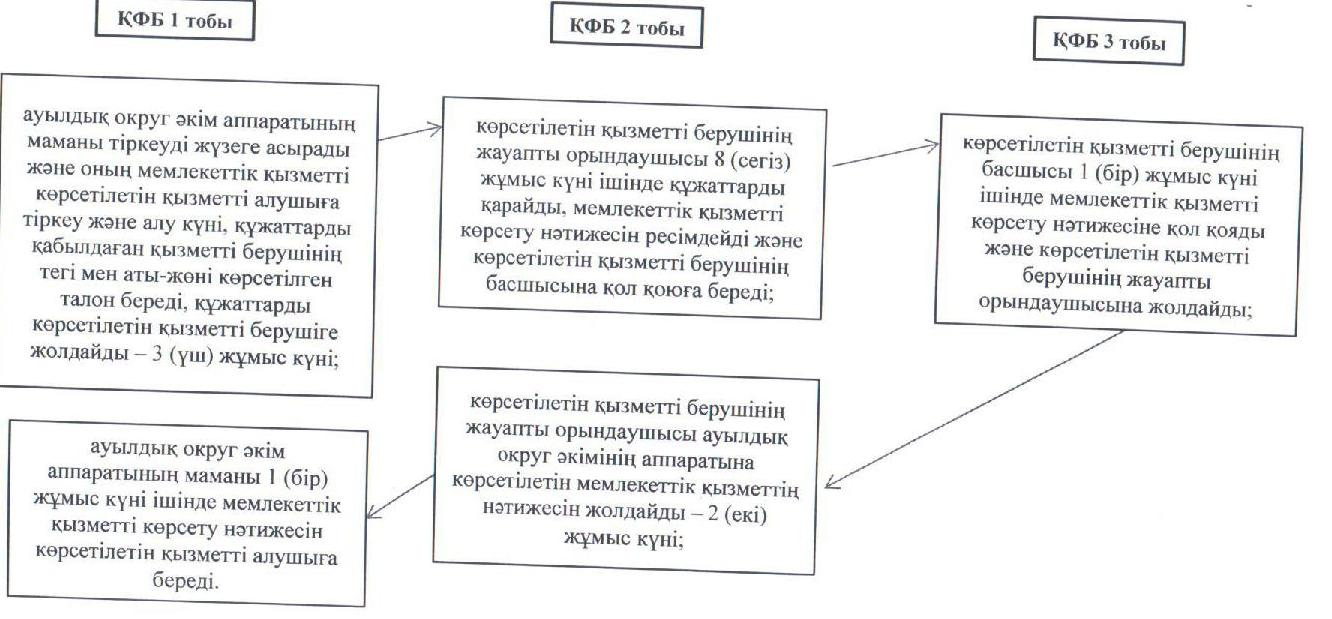 ҚФБ 1 тобы
ҚФБ 2 тобы
ҚФБ 3 тобы
ауылдық округ әкім аппаратының
маманы тіркеуді жүзеге асырады
және оның мемлекеттік қызметті
көрсетілетін қызметті алушыға
тіркеу және алу күні, құжаттарды
қабылдаған қызметті берушінің
тегі мен аты-жөні көрсетілген
талон береді, құжаттарды
көрсетілетін қызметті берушіге
жолдайды – 3 (үш) жұмыс күні;
көрсетілетін қызметті берушінің
жауапты орындаушысы 8 (сегіз)
жұмыс күні ішінде құжаттарды
қарайды, мемлекеттік қызметті
көрсету нәтижесін ресімдейді және
көрсетілетін қызметті берушінің
басшысына қол қоюға береді;
көрсетілетін қызметті берушінің
басшысы 1 (бір) жұмыс күні
ішінде мемлекеттік қызметті
көрсету нәтижесіне қол қояды
және көрсетілетін қызметті
берушінің жауапты
орындаушысына жолдайды;
көрсетілетін қызметті берушінің
жауапты орындаушысы ауылдық
округ әкімінің аппаратына
көрсетілетін мемлекеттік қызметтің
нәтижесін жолдайды – 2 (екі)
жұмыс күні;
ауылдық округ әкім
аппаратының маманы 1 (бір)
жұмыс күні ішінде мемлекеттік
қызметті көрсету нәтижесін
көрсетілетін қызметті алушыға
береді.